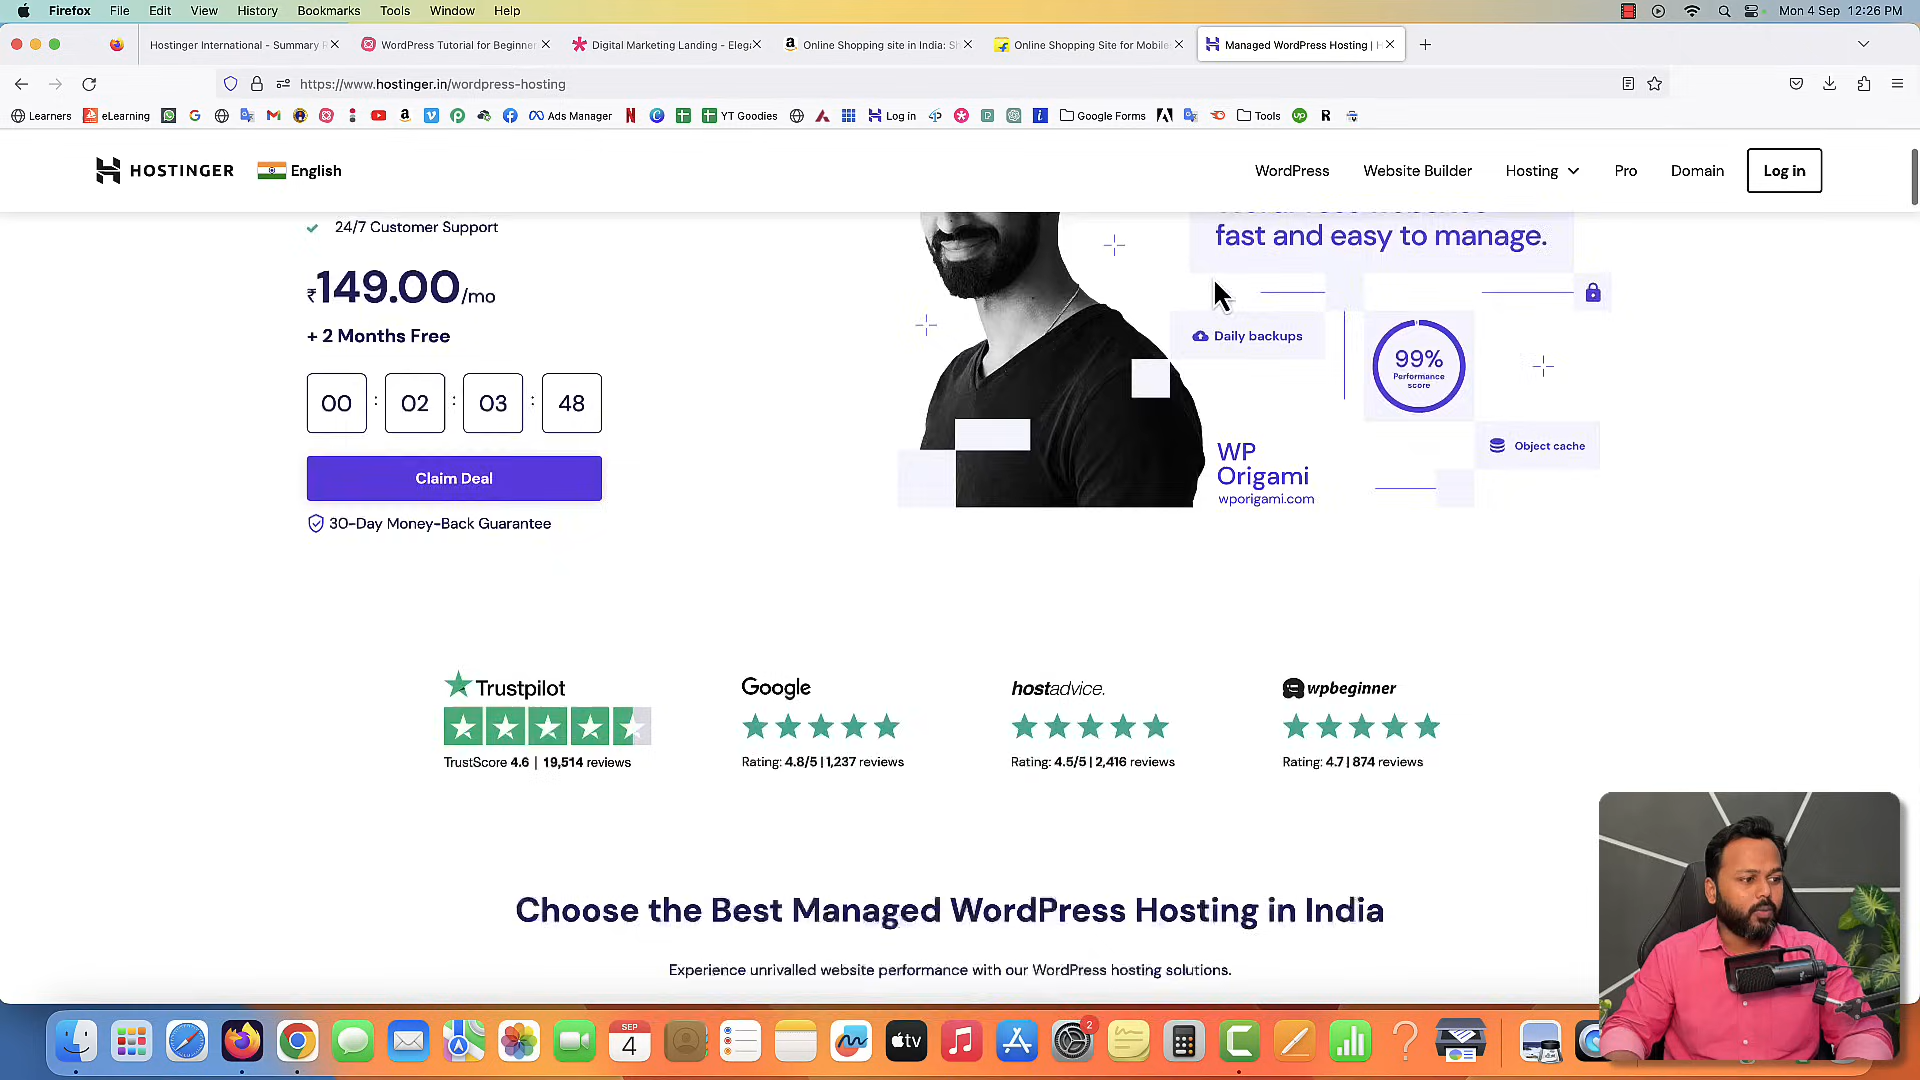 Firefox File Edit View History Bookmarks Tools Window Help Mon 4 Sep 12:26 PM
Hostinger International - Summary WordPress Tutorial for Beginner Digital Marketing Landing - Elega Online Shopping site in India: Sh Online Shopping Site for Mobile Managed WordPress Hosting |
https://www.hostinger.in/wordpress-hosting
Learners eLearning Ads Manager YT Goodies Log in Google Forms Tools
HOSTINGER English WordPress Website Builder Hosting Pro Domain Log in
24/7 Customer Support
₹149.00/mo
+ 2 Months Free
00 : 02 : 03 : 48
Claim Deal
30-Day Money-Back Guarantee
fast and easy to manage.
Daily backups
99%
Performance
score
Object cache
WP
Origami
wporigami.com
Trustpilot
TrustScore 4.6 | 19,514 reviews
Google
Rating: 4.8/5 | 1,237 reviews
hostadvice.
Rating: 4.5/5 | 2,416 reviews
wpbeginner
Rating: 4.7 | 874 reviews
Choose the Best Managed WordPress Hosting in India
Experience unrivalled website performance with our WordPress hosting solutions.
SEP
4
tv
2